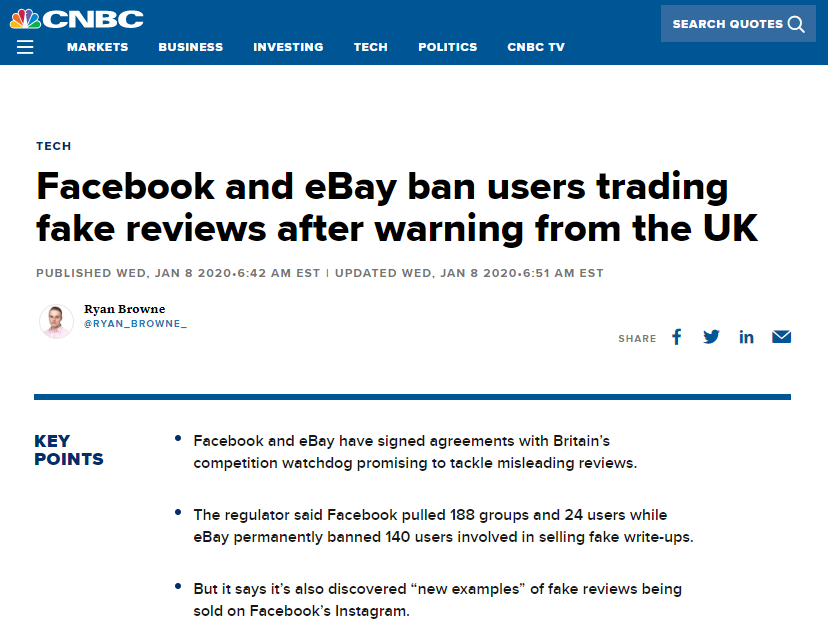 CNBC
SEARCH QUOTES
MARKETS BUSINESS INVESTING TECH POLITICS CNBC TV
TECH
Facebook and eBay ban users trading
fake reviews after warning from the UK
PUBLISHED WED, JAN 8 2020•6:42 AM EST | UPDATED WED, JAN 8 2020•6:51 AM EST
Ryan Browne
@RYAN_BROWNE_
SHARE
KEY
POINTS
• Facebook and eBay have signed agreements with Britain’s
competition watchdog promising to tackle misleading reviews.
• The regulator said Facebook pulled 188 groups and 24 users while
eBay permanently banned 140 users involved in selling fake write-ups.
• But it says it’s also discovered “new examples” of fake reviews being
sold on Facebook’s Instagram.